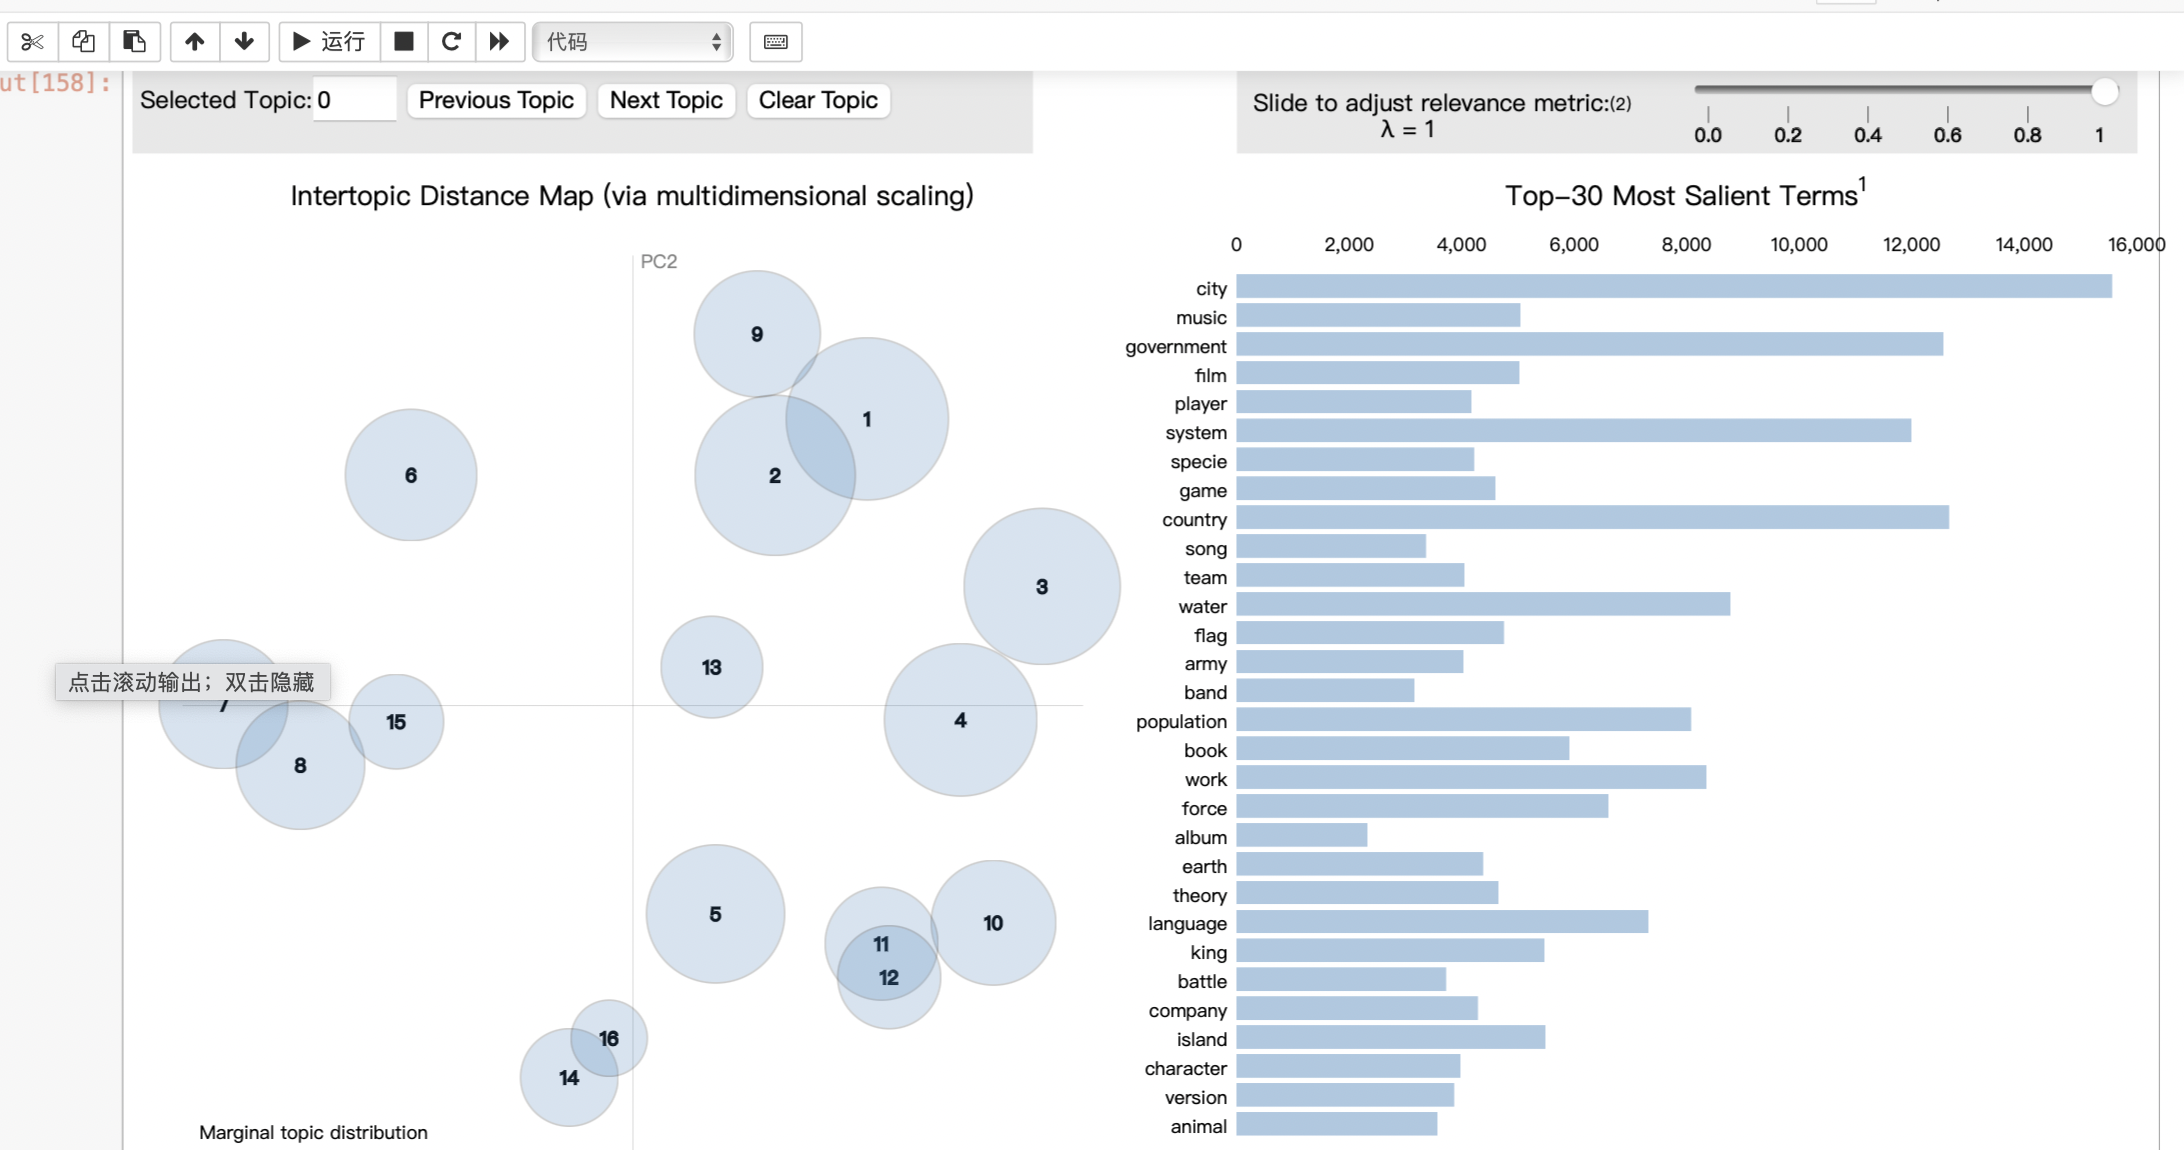 运行
代码
ut[158]:
Selected Topic: 0
Previous Topic
Next Topic
Clear Topic
Slide to adjust relevance metric:(2)
λ = 1
0.0 0.2 0.4 0.6 0.8 1
Intertopic Distance Map (via multidimensional scaling)
PC2
9
1
2
6
3
13
点击滚动输出；双击隐藏
7
15
4
8
5
10
11
12
16
14
Marginal topic distribution
Top-30 Most Salient Terms1
0 2,000 4,000 6,000 8,000 10,000 12,000 14,000 16,000
city
music
government
film
player
system
specie
game
country
song
team
water
flag
army
band
population
book
work
force
album
earth
theory
language
king
battle
company
island
character
version
animal